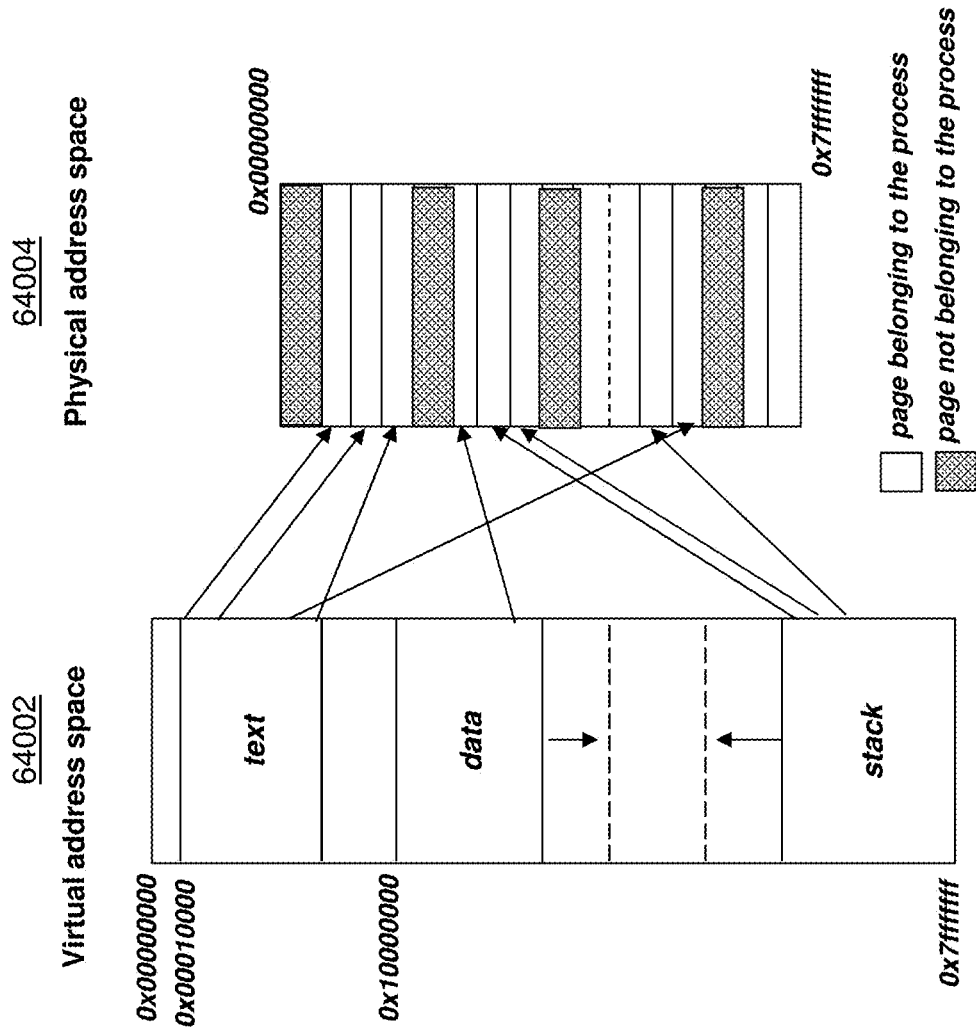 64002
Virtual address space
0x00000000
0x00010000
text
0x10000000
data
stack
0x7fffffff
64004
Physical address space
0x00000000
0x7fffffff
page belonging to the process
page not belonging to the process